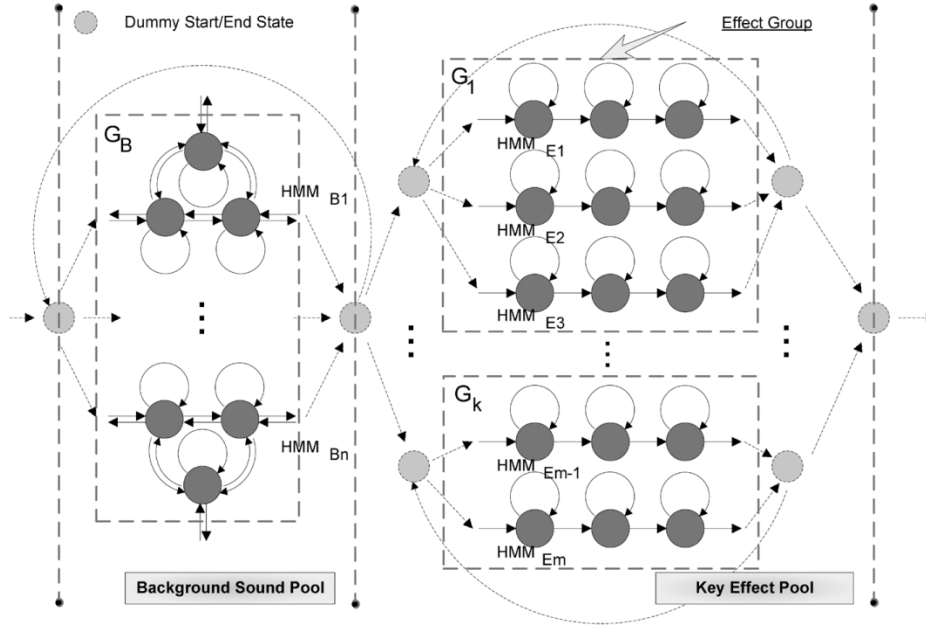 Dummy Start/End State
Effect Group
G1
GB
HMM E1
HMM B1
HMM E2
HMM E3
Gk
HMM Bn
HMM Em-1
HMM Em
Background Sound Pool
Key Effect Pool